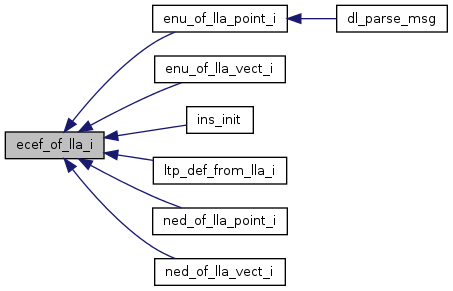 enu_of_lla_point_i
dl_parse_msg
enu_of_lla_vect_i
ins_init
ecef_of_lla_i
ltp_def_from_lla_i
ned_of_lla_point_i
ned_of_lla_vect_i